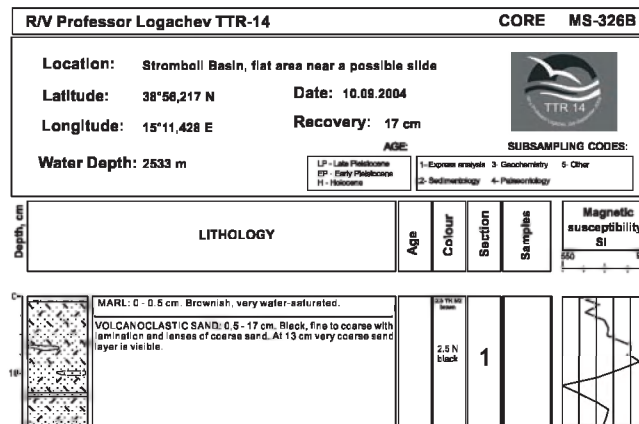 R/V Professor Logachev TTR-14 CORE MS-326B
Location: Stromboli Basin, flat area near a possible slide
Latitude: 38°56,217 N Date: 10.09.2004
Longitude: 15°11,428 E Recovery: 17 cm
Water Depth: 2533 m
TTR 14
AGE:
LP - Late Pleistocene
EP - Early Pleistocene
H - Holocene
SUBSAMPLING CODES:
1- Express analysis 3- Geochemistry 5- Other
2- Sedimentology 4- Paleontology
Depth, cm LITHOLOGY Age Colour Section Samples Magnetic
susceptibility
SI
550
0
MARL: 0 - 0.5 cm. Brownish, very water-saturated.
brown
VOLCANOCLASTIC SAND: 0,5 - 17 cm. Black, fine to coarse with
lamination and lenses of coarse sand. At 13 cm very coarse sand
layer is visible.
2.5 N
black
1
10